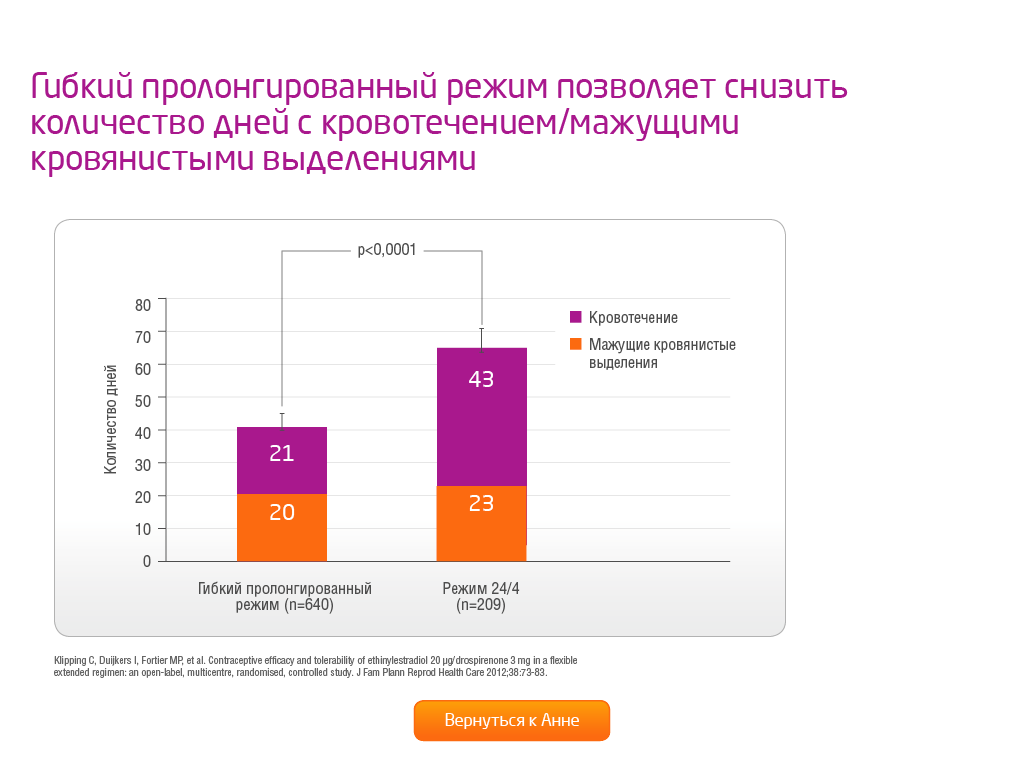 Гибкий пролонгированный режим позволяет снизить
количество дней с кровотечением/мажущими
кровянистыми выделениями
p<0,0001
Количество дней
80
70
60
50
40
30
20
10
0
21
20
43
23
Кровотечение
Мажущие кровянистые
выделения
Гибкий пролонгированный
режим (n=640)
Режим 24/4
(n=209)
Klipping C, Duijkers I, Fortier MP, et al. Contraceptive efficacy and tolerability of ethinylestradiol 20 μg/drospirenone 3 mg in a flexible
extended regimen: an open-label, multicentre, randomised, controlled study. J Fam Plann Reprod Health Care 2012;38:73-83.
Вернуться к Анне